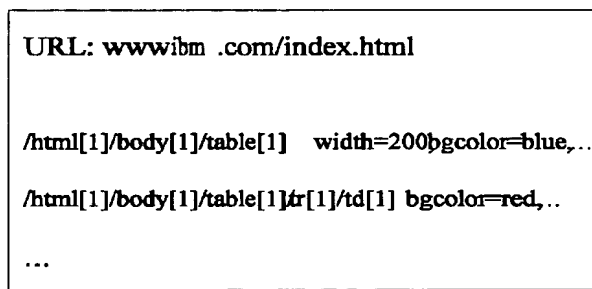 URL: wwwibm .com/index.html
/html[1]/body[1]/table[1] width=200bgcolor=blue,..
/html[1]/body[1]/table[1]/tr[1]/td[1] bgcolor=red,..
...